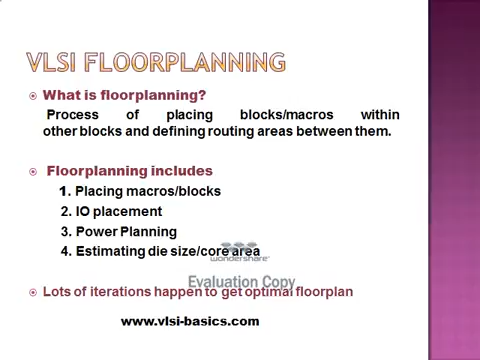 VLSI FLOORPLANNING
What is floorplanning?
Process of placing blocks/macros within
other blocks and defining routing areas between them.
Floorplanning includes
1. Placing macros/blocks
2. IO placement
3. Power Planning
4. Estimating die size/core area
wondershare
Evaluation Copy
Lots of iterations happen to get optimal floorplan
www.vlsi-basics.com